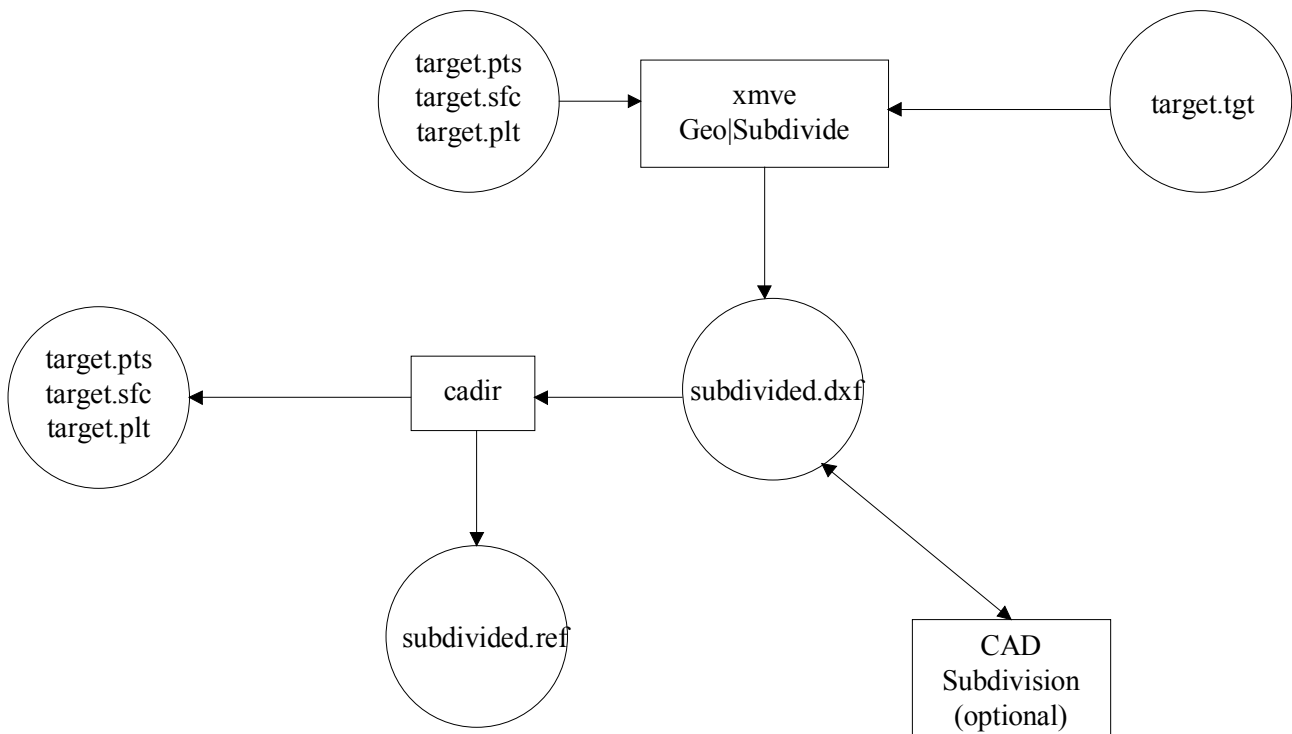 target.pts
target.sfc
target.plt
xmve
Geo|Subdivide
target.tgt
target.pts
target.sfc
target.plt
cadir
subdivided.dxf
subdivided.ref
CAD
Subdivision
(optional)